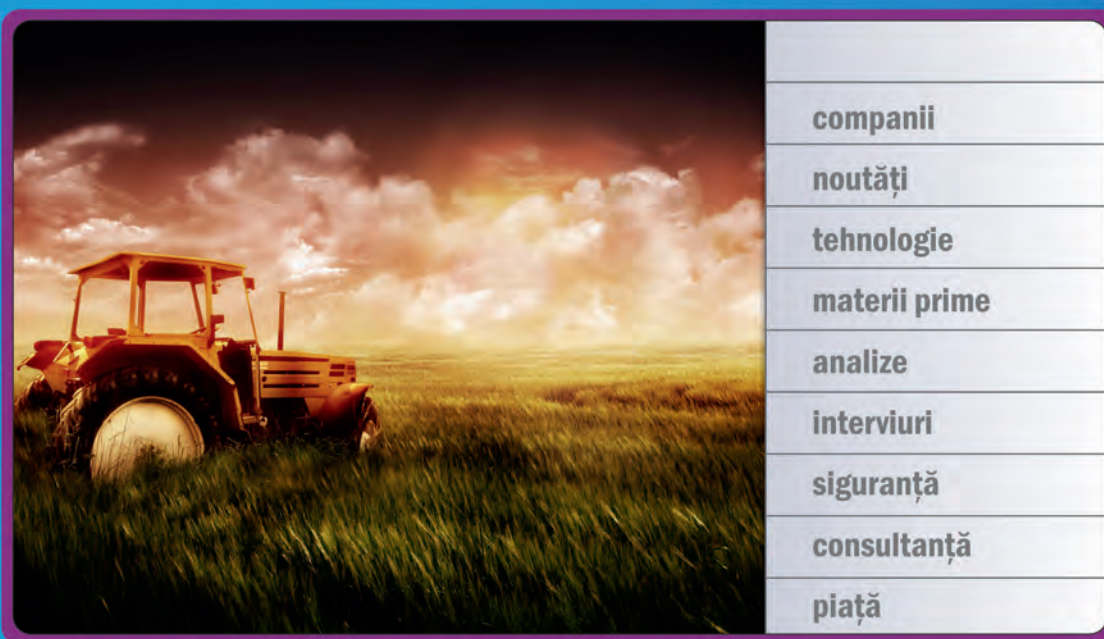 companii
noutăți
tehnologie
materii prime
analize
interviuri
siguranță
consultanță
piață